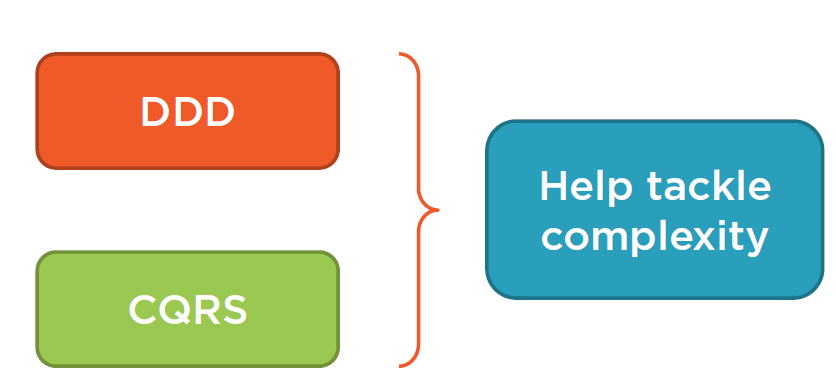 DDD
CQRS
Help tackle
complexity